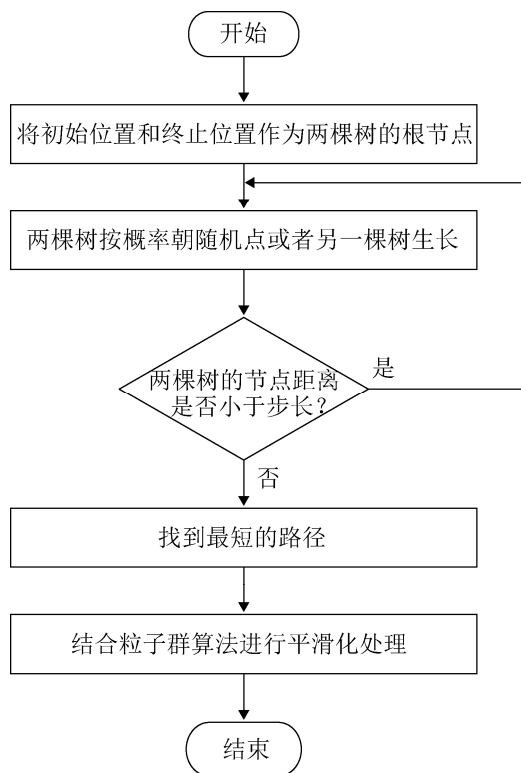 开始
将初始位置和终止位置作为两棵树的根节点
两棵树按概率朝随机点或者另一棵树生长
两棵树的节点距离
是否小于步长?
是
否
找到最短的路径
结合粒子群算法进行平滑化处理
结束